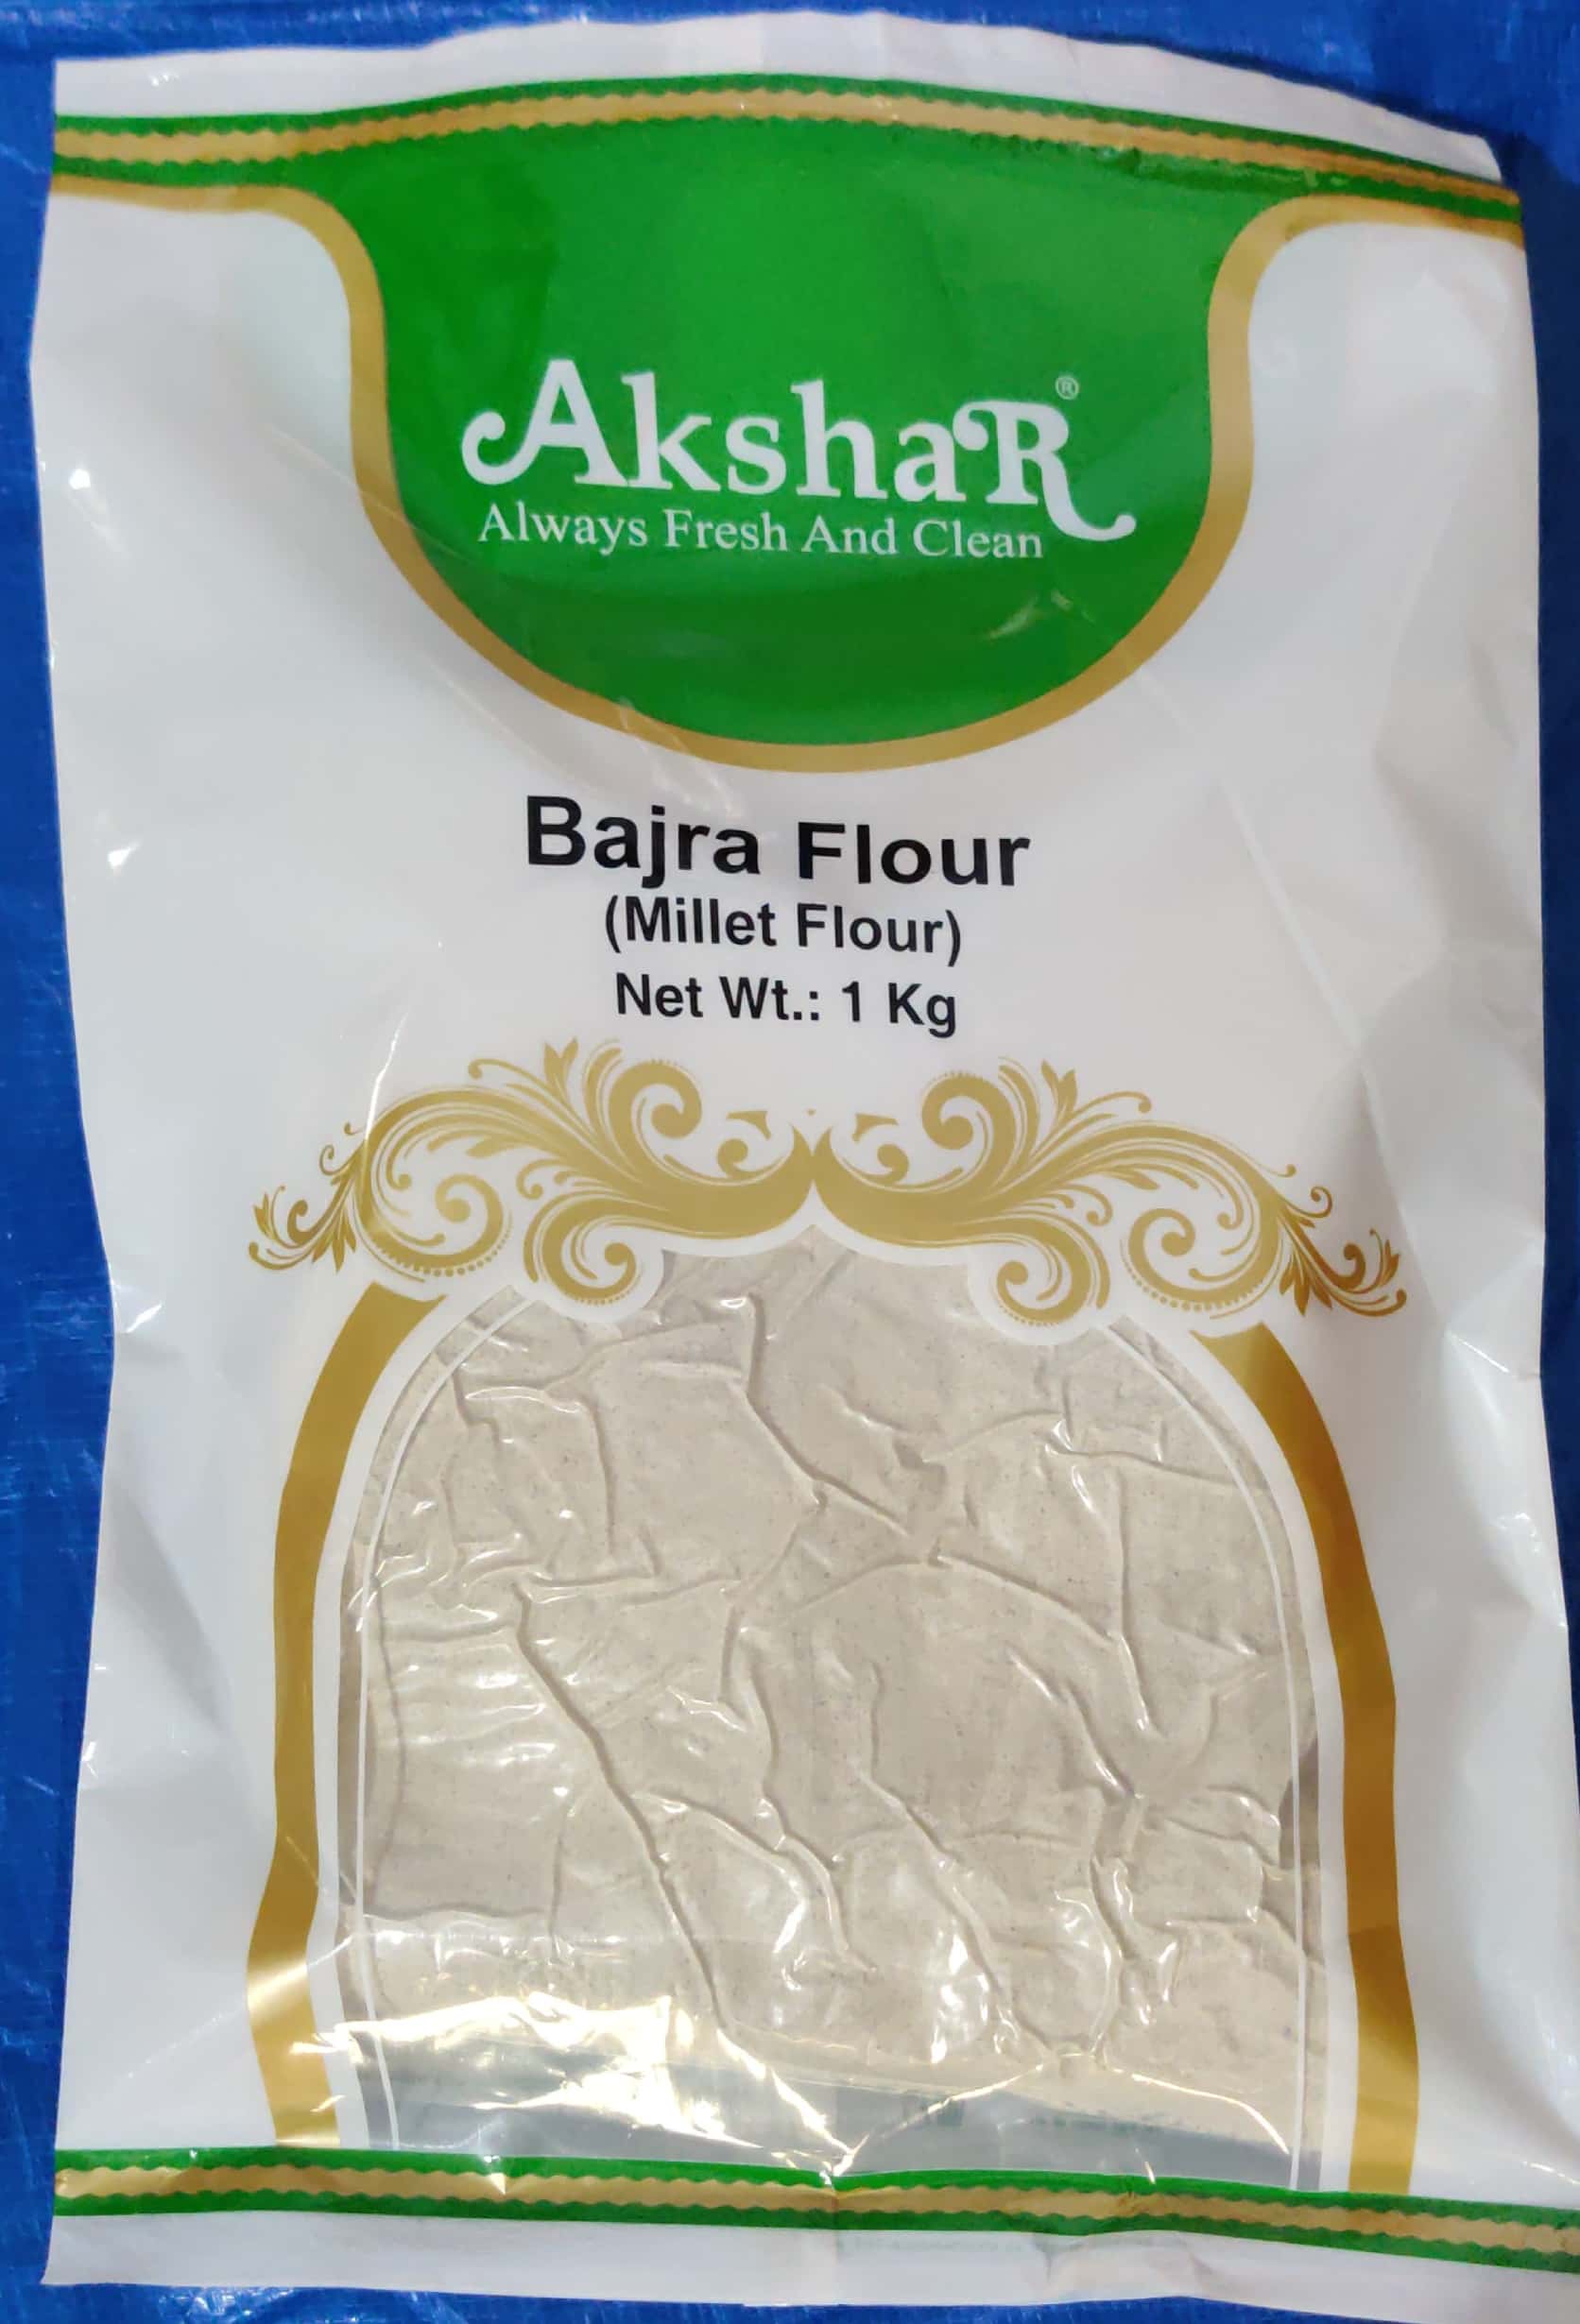 AkshaR®
Always Fresh And Clean
Bajra Flour
(Millet Flour)
Net Wt.: 1 Kg